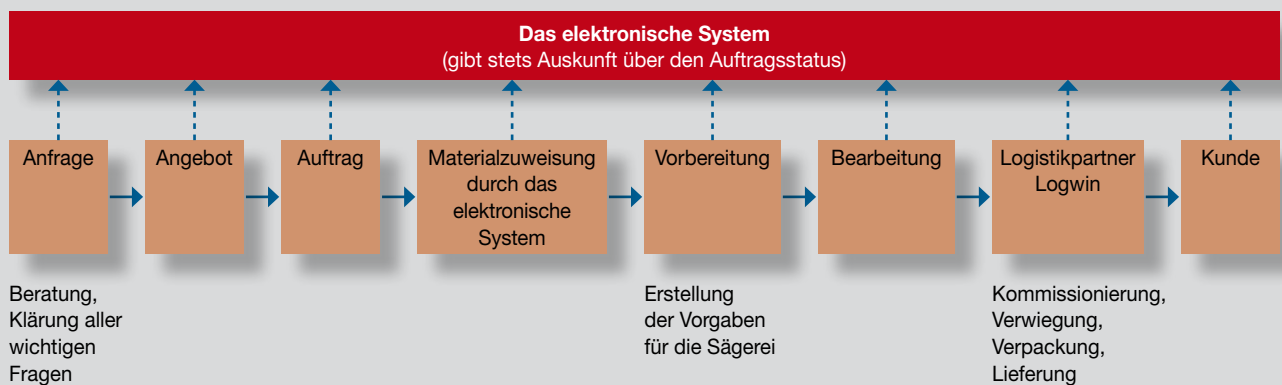 Das elektronische System
(gibt stets Auskunft über den Auftragsstatus)
Anfrage
Angebot
Auftrag
Materialzuweisung
durch das
elektronische
System
Vorbereitung
Bearbeitung
Logistikpartner
Logwin
Kunde
Beratung,
Klärung aller
wichtigen
Fragen
Erstellung
der Vorgaben
für die Sägerei
Kommissionierung,
Verwiegung,
Verpackung,
Lieferung